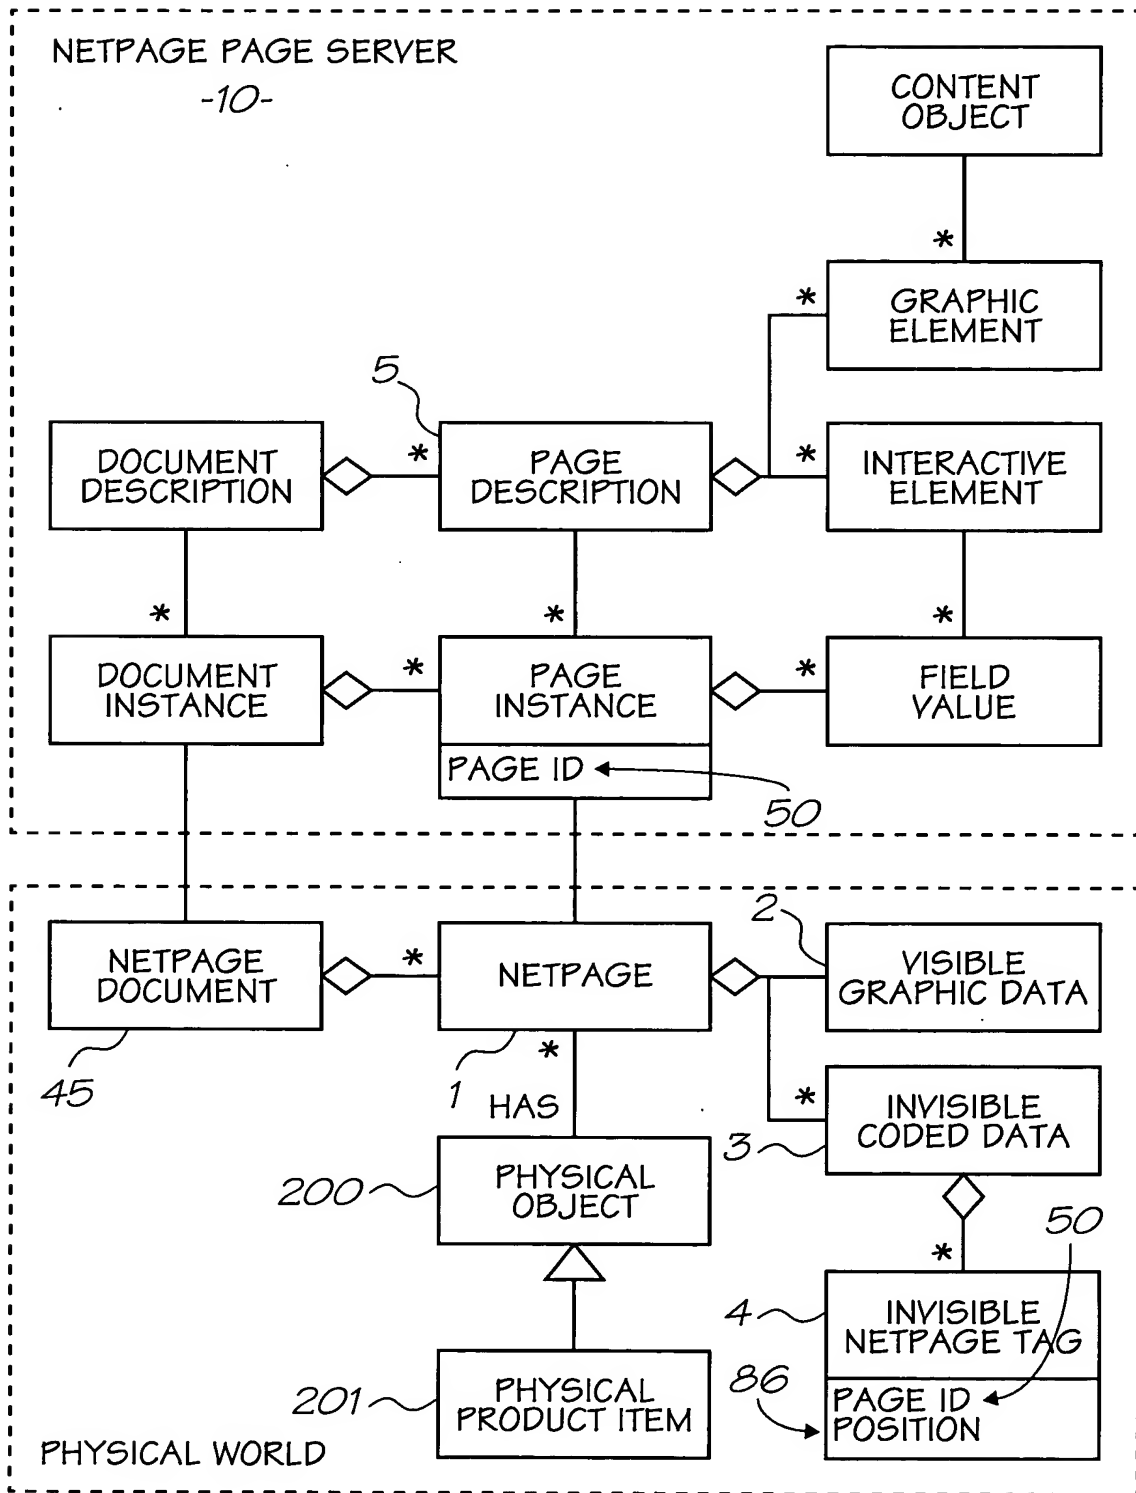 NETPAGE PAGE SERVER
-10-
CONTENT
OBJECT
*
GRAPHIC
ELEMENT
*
5
DOCUMENT
DESCRIPTION
*
PAGE
DESCRIPTION
*
INTERACTIVE
ELEMENT
*
*
*
DOCUMENT
INSTANCE
*
PAGE
INSTANCE
*
FIELD
VALUE
PAGE ID
50
NETPAGE
DOCUMENT
*
NETPAGE
2
VISIBLE
GRAPHIC DATA
45
1
*
HAS
*
INVISIBLE
CODED DATA
3
200
PHYSICAL
OBJECT
50
*
4
INVISIBLE
NETPAGE TAG
86
PAGE ID
POSITION
201
PHYSICAL
PRODUCT ITEM
PHYSICAL WORLD